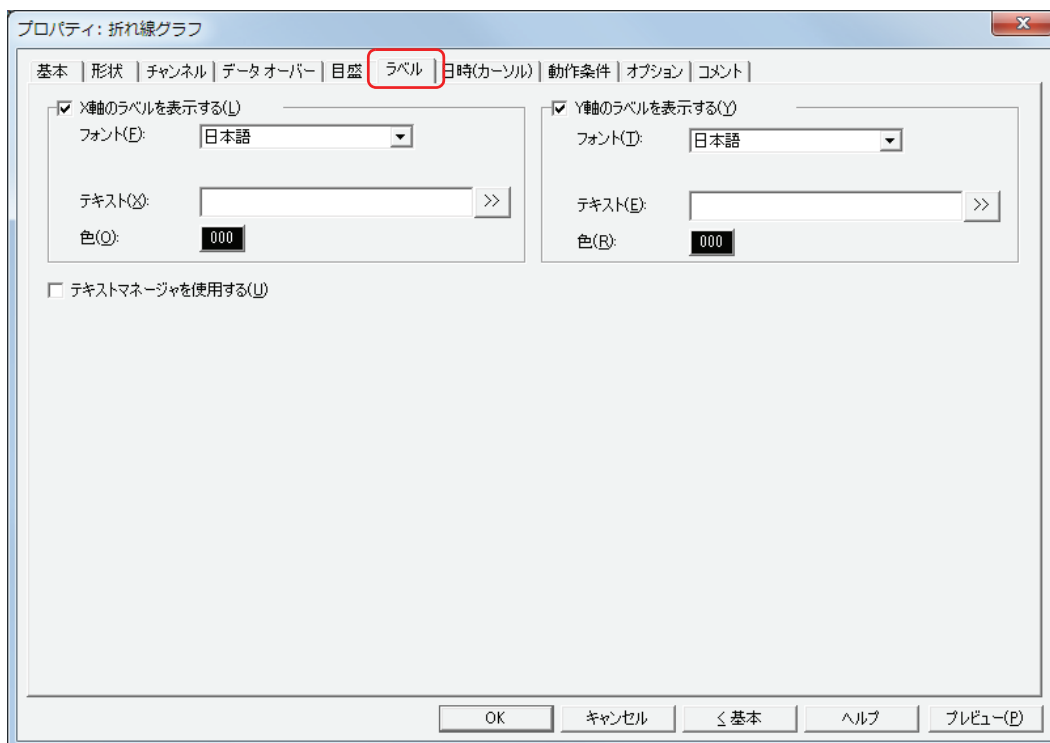 プロパティ: 折れ線グラフ
基本 形状 チャンネル データ オーバー 目盛 ラベル 日時(カーソル) 動作条件 オプション コメント
X軸のラベルを表示する(L) Y軸のラベルを表示する(Y)
フォント(F): 日本語 フォント(T): 日本語
テキスト(X): >> テキスト(E): >>
色(O): 000 色(R): 000
テキストマネージャを使用する(U)
OK キャンセル < 基本 ヘルプ プレビュー(P)